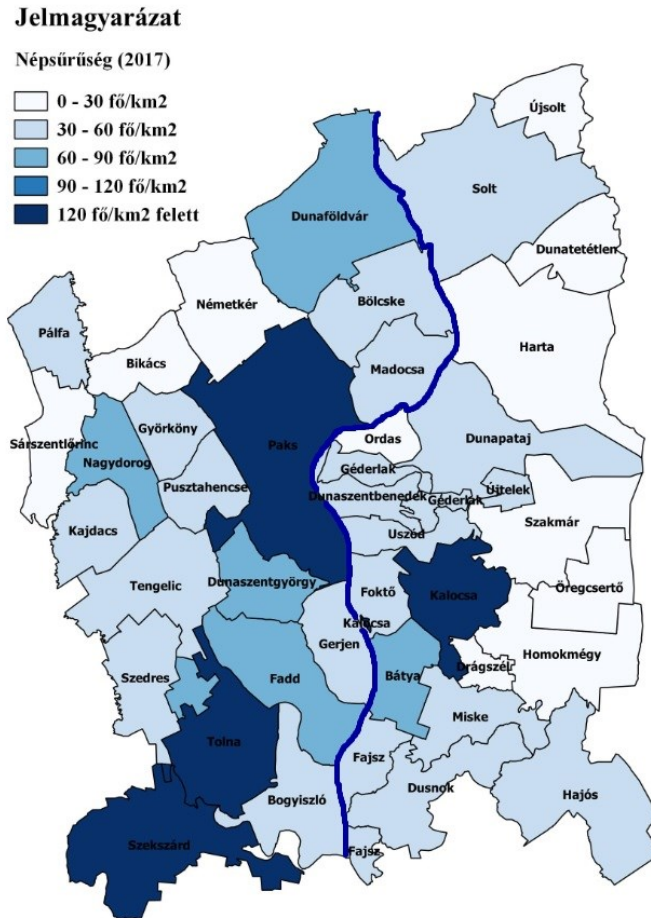 Jelmagyarázat
Népsűrűség (2017)
0 - 30 fő/km2
30 - 60 fő/km2
60 - 90 fő/km2
90 - 120 fő/km2
120 fő/km2 felett
Újsolt
Solt
Dunaföldvár
Dunatetétlen
Németkér
Bölcske
Pálfa
Harta
Bikács
Madocsa
Györköny
Ordas
Sárszentlőrinc
Paks
Dunapataj
Nagydorog
Géderlak
Pusztahencse
Újtelek
Dunaszentbenedek
Géderlak
Szakmár
Kajdacs
Uszód
Tengelic
Dunaszentgyörgy
Foktő
Kalocsa
Öregcsertő
Kalocsa
Gerjen
Homokmégy
Szedres
Fadd
Bátya
Drágszél
Miske
Tolna
Fajsz
Bogyiszló
Dusnok
Hajós
Szekszárd
Fajsz